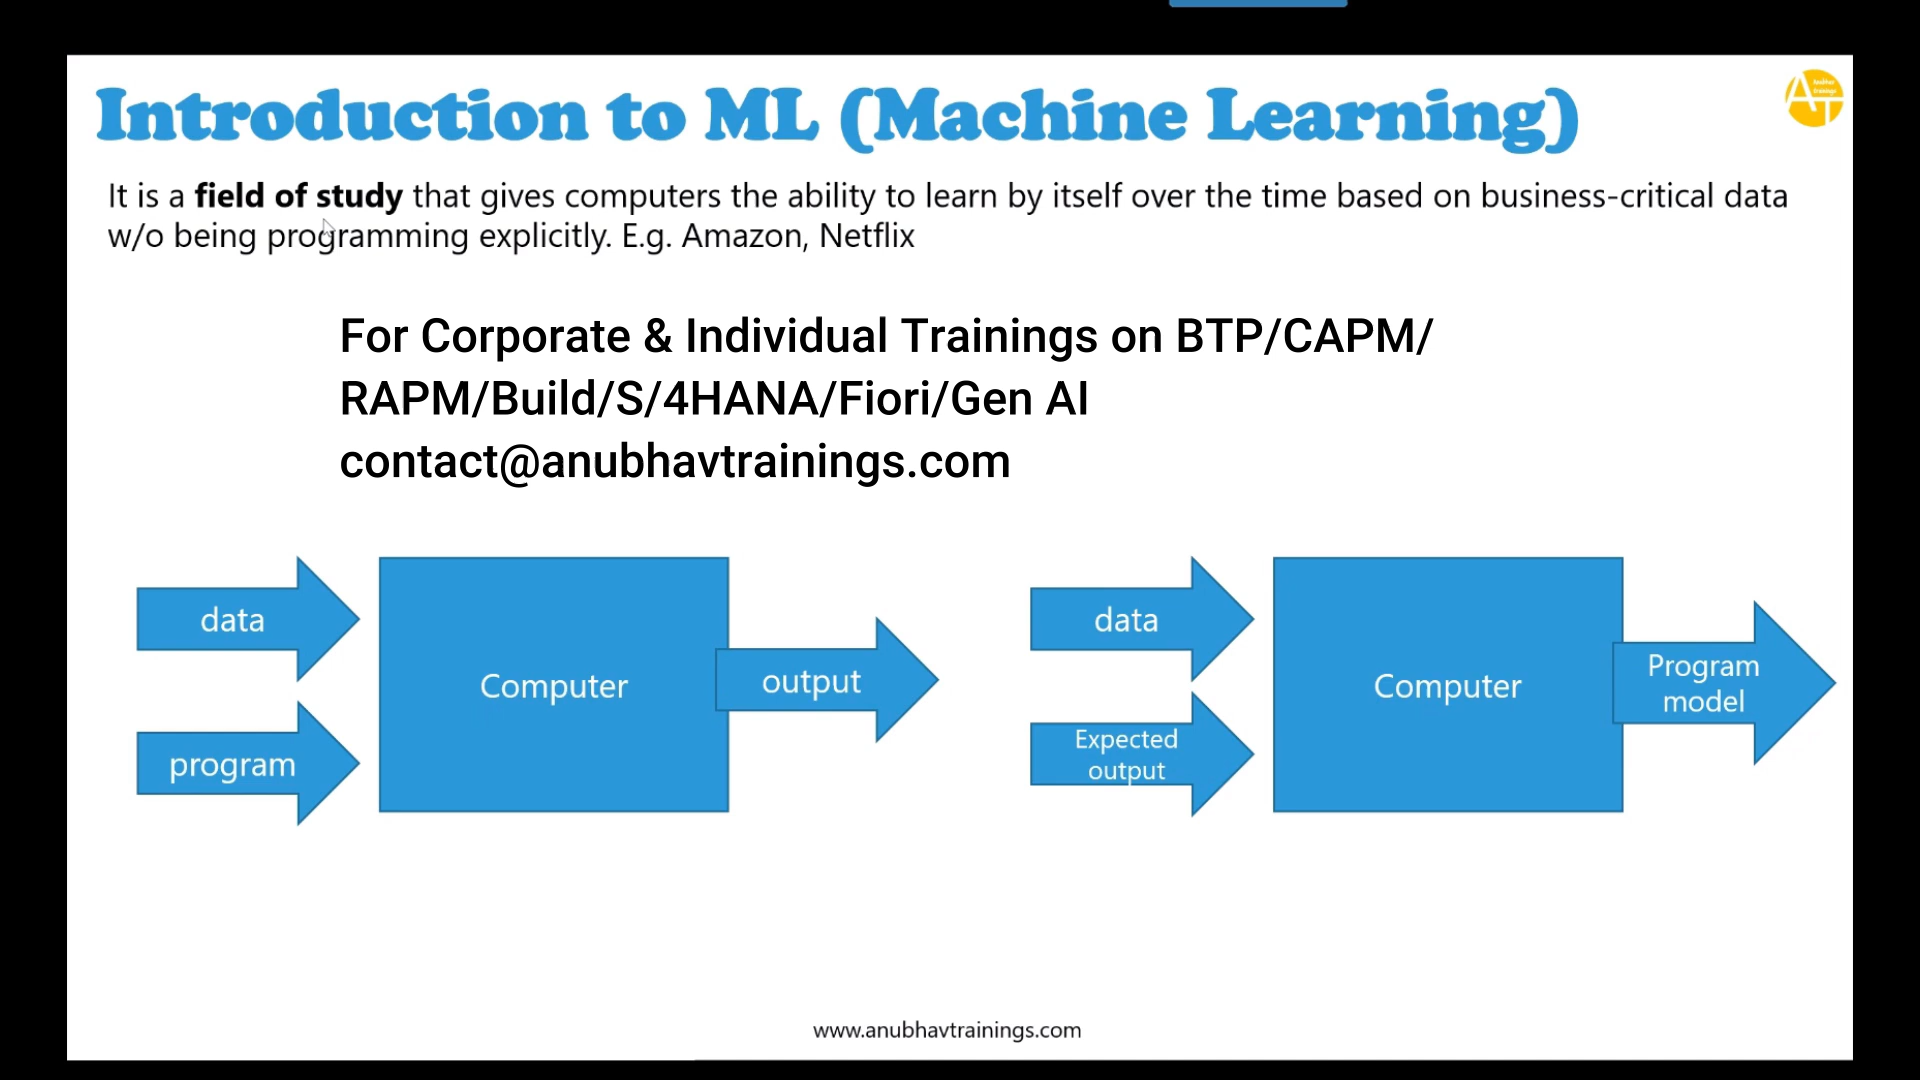 Introduction to ML (Machine Learning)
Anubhav
trainings
It is a field of study that gives computers the ability to learn by itself over the time based on business-critical data
w/o being programming explicitly. E.g. Amazon, Netflix
For Corporate & Individual Trainings on BTP/CAPM/
RAPM/Build/S/4HANA/Fiori/Gen AI
contact@anubhavtrainings.com
data
program
Computer
output
data
Expected
output
Computer
Program
model
www.anubhavtrainings.com